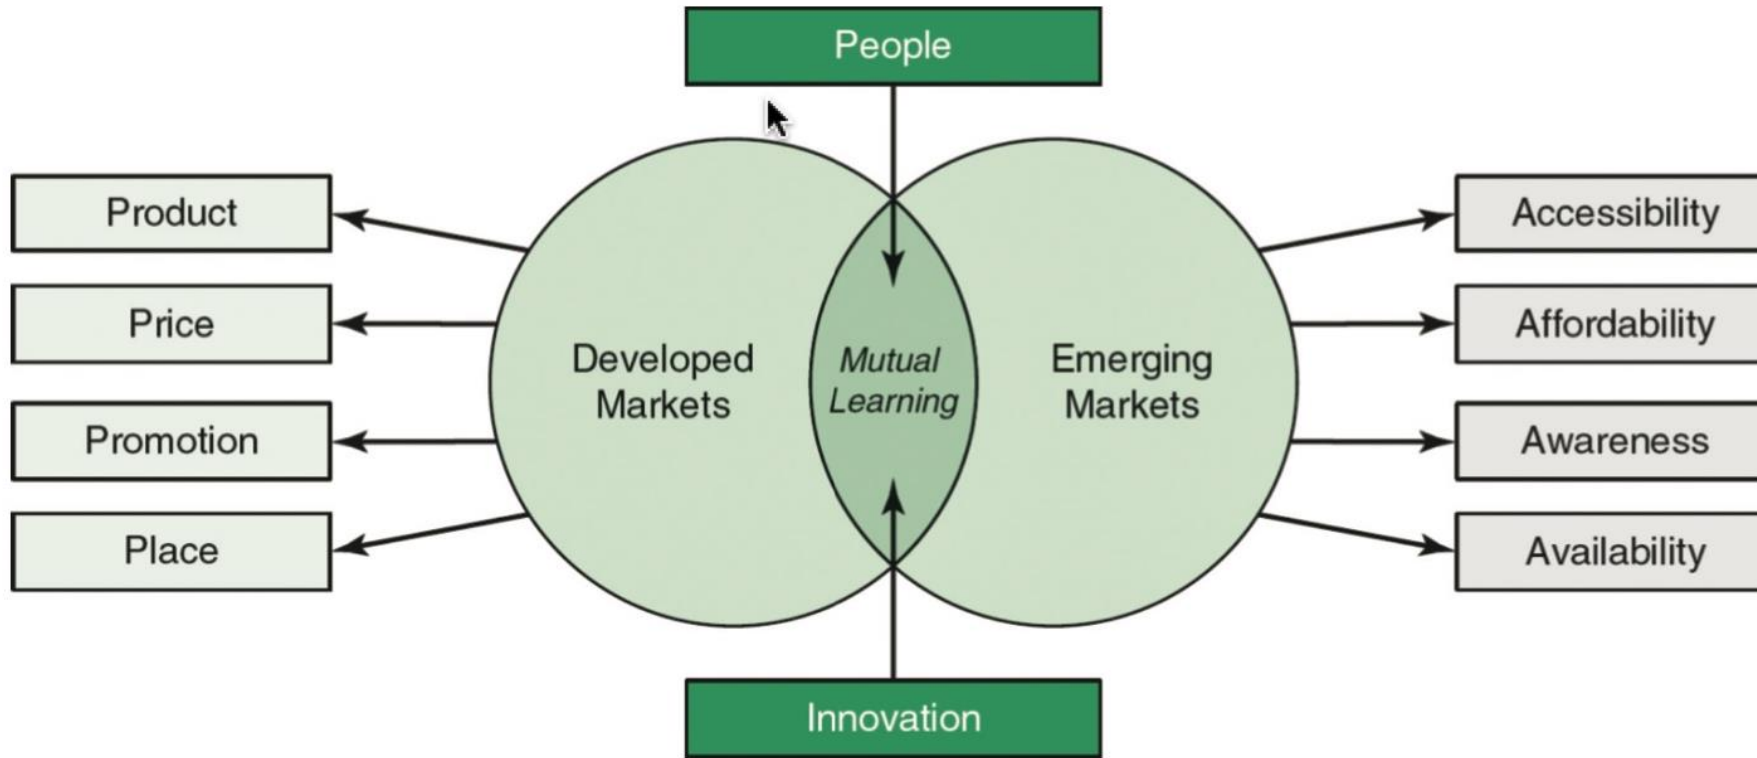 People
Product
Price
Promotion
Place
Developed
Markets
Mutual
Learning
Emerging
Markets
Accessibility
Affordability
Awareness
Availability
Innovation